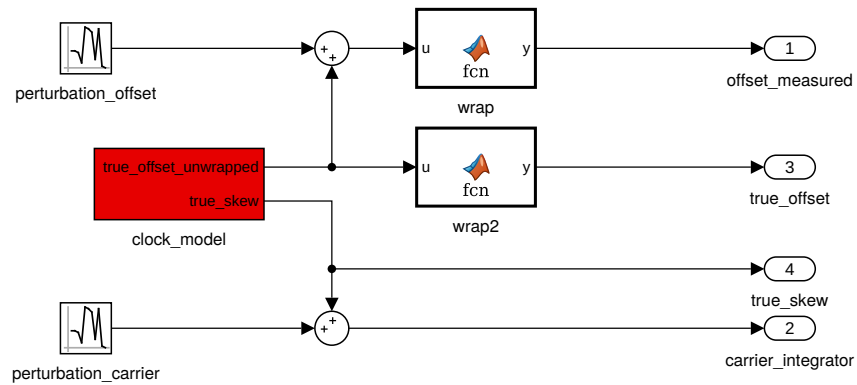 u
y
1
fcn
perturbation_offset
wrap
offset_measured
true_offset_unwrapped
u
y
3
true_skew
fcn
clock_model
wrap2
true_offset
4
true_skew
2
perturbation_carrier
carrier_integrator